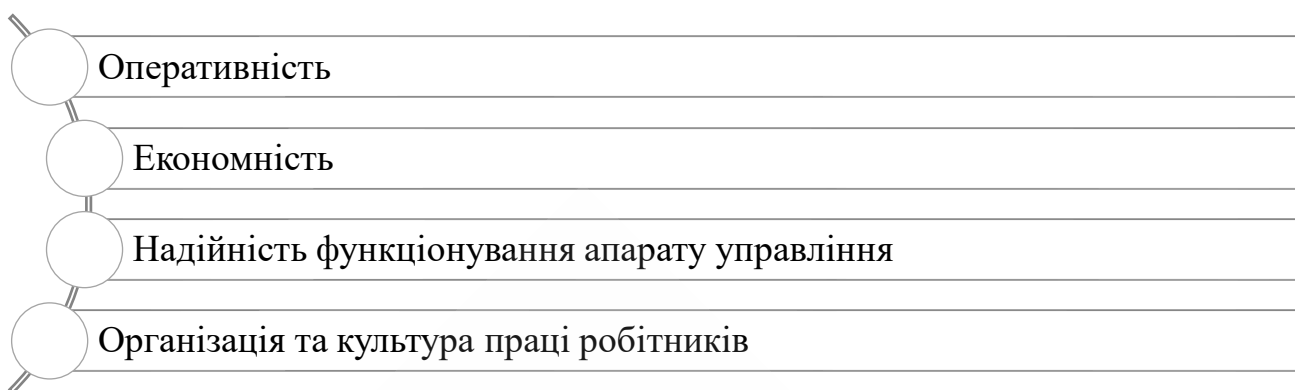 Оперативність
Економність
Надійність функціонування апарату управління
Організація та культура праці робітників